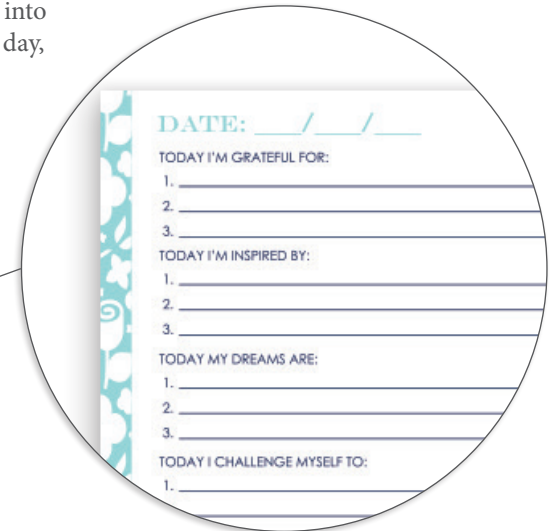 into
day,
DATE: ___/___/___
TODAY I'M GRATEFUL FOR:
1.
2.
3.
TODAY I'M INSPIRED BY:
1.
2.
3.
TODAY MY DREAMS ARE:
1.
2.
3.
TODAY I CHALLENGE MYSELF TO:
1.